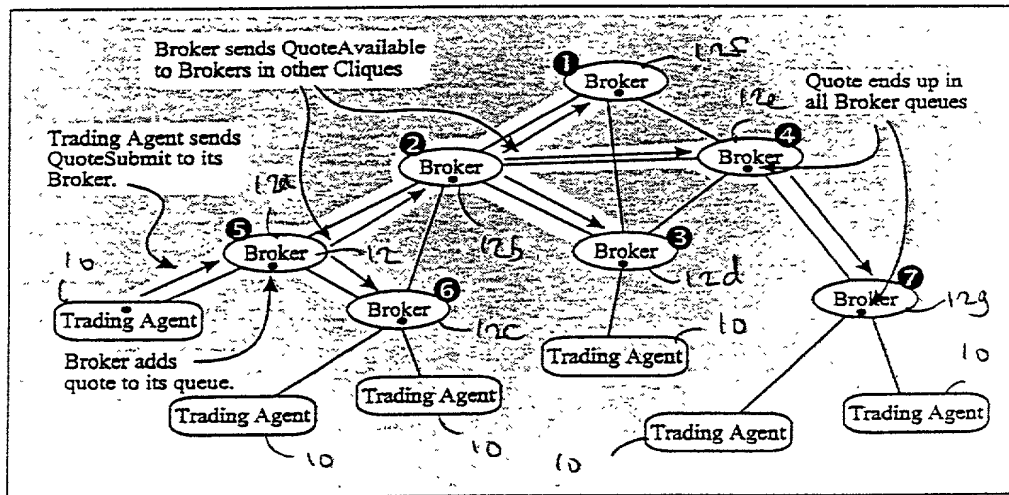 Broker sends QuoteAvailable
to Brokers in other Cliques
1
Broker
12f
Quote ends up in
all Broker queues
12e
Trading Agent sends
QuoteSubmit to its
Broker.
2
Broker
4
Broker
12a
5
Broker
12
12b
3
Broker
12d
10
Trading Agent
6
Broker
12c
7
Broker
12g
Broker adds
quote to its queue.
10
Trading Agent
10
Trading Agent
Trading Agent
Trading Agent
Trading Agent
10
10
10